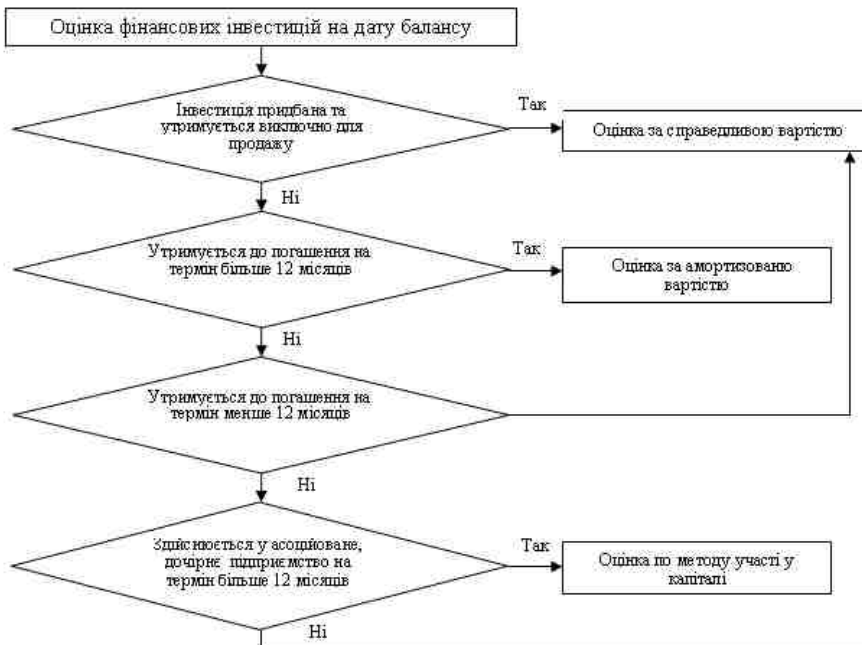 Оцінка фінансових інвестицій на дату балансу
Інвестиція придбана та
утримується виключно для
продажу
Так
Оцінка за справедливою вартістю
Ні
Утримується до погашення на
термін більше 12 місяців
Так
Оцінка за амортизованою
вартістю
Ні
Утримується до погашення на
термін менше 12 місяців
Ні
Здійснюється у асоційоване,
дочірнє підприємство на
термін більше 12 місяців
Так
Оцінка по методу участі у
капіталі
Ні